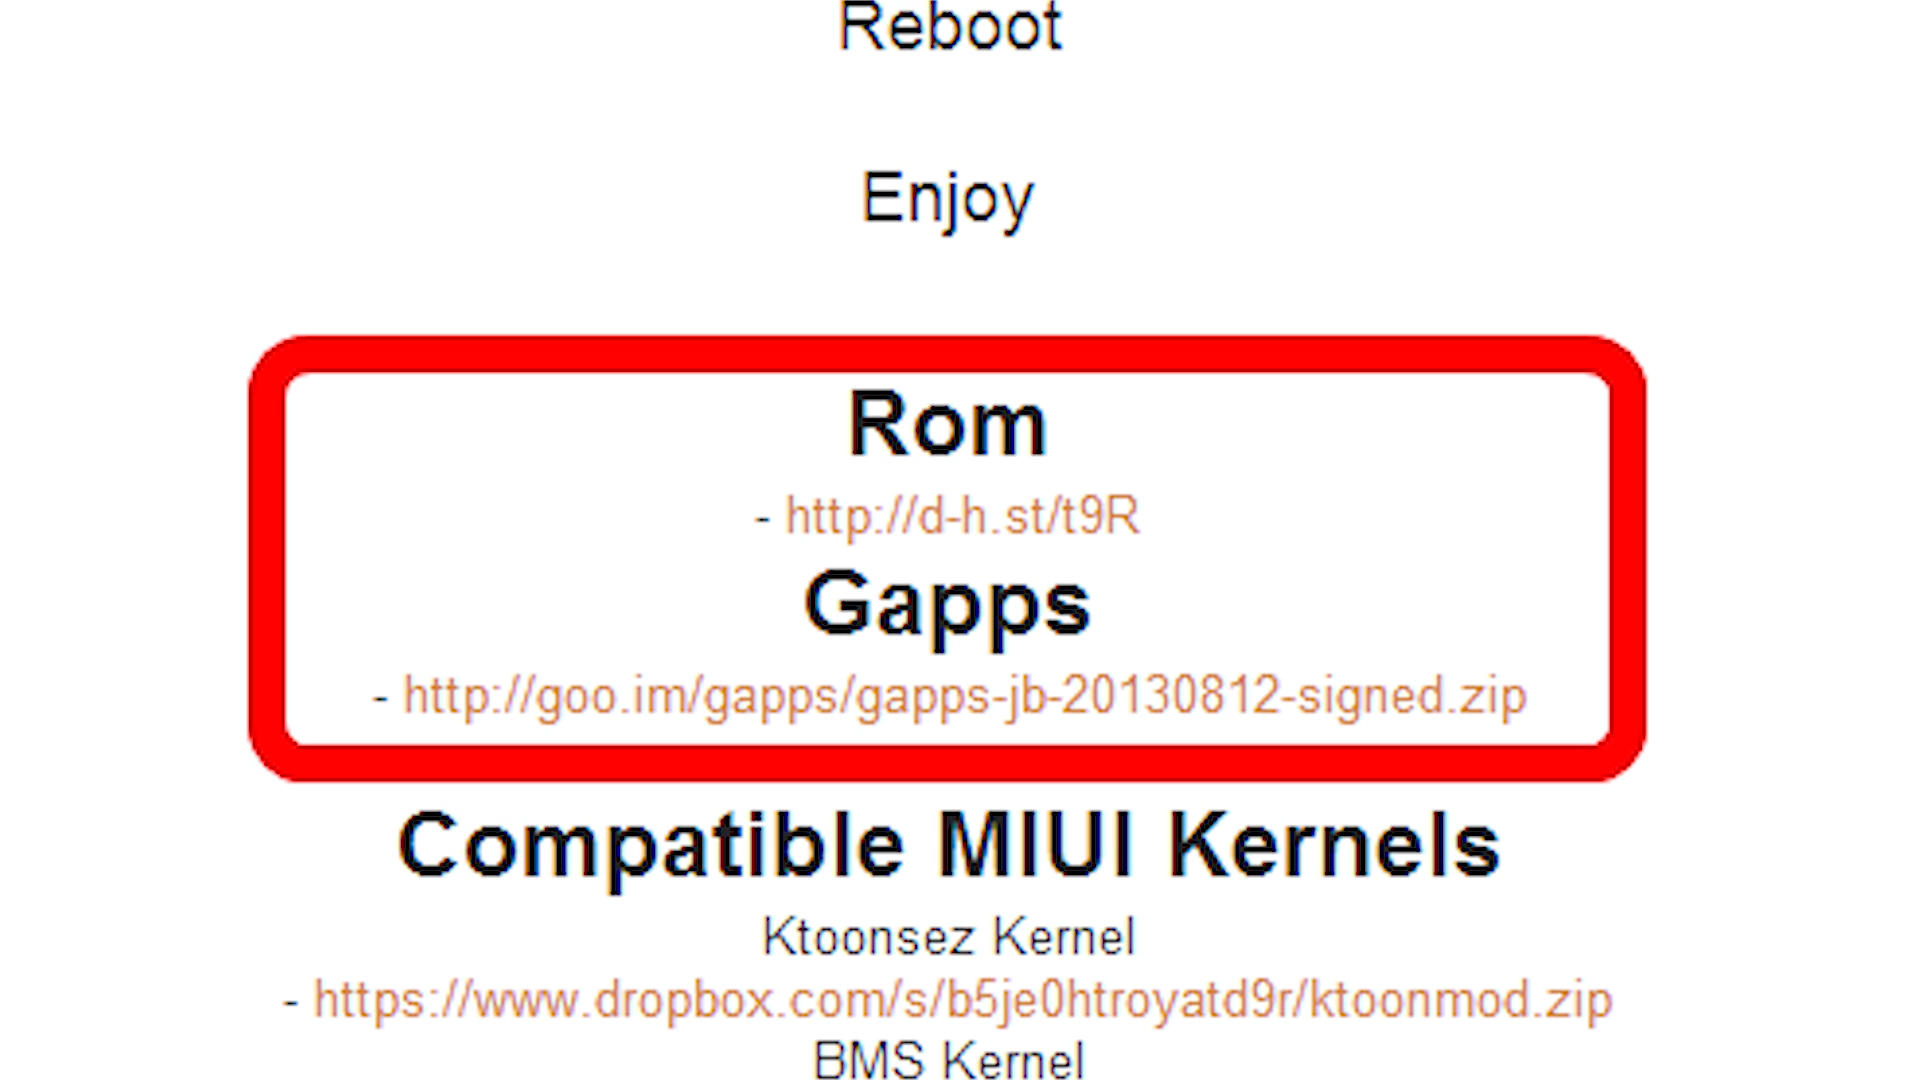 Reboot
Enjoy
Rom
- http://d-h.st/t9R
Gapps
- http://goo.im/gapps/gapps-jb-20130812-signed.zip
Compatible MIUI Kernels
Ktoonsez Kernel
- https://www.dropbox.com/s/b5je0htroyatd9r/ktoonmod.zip
BMS Kernel